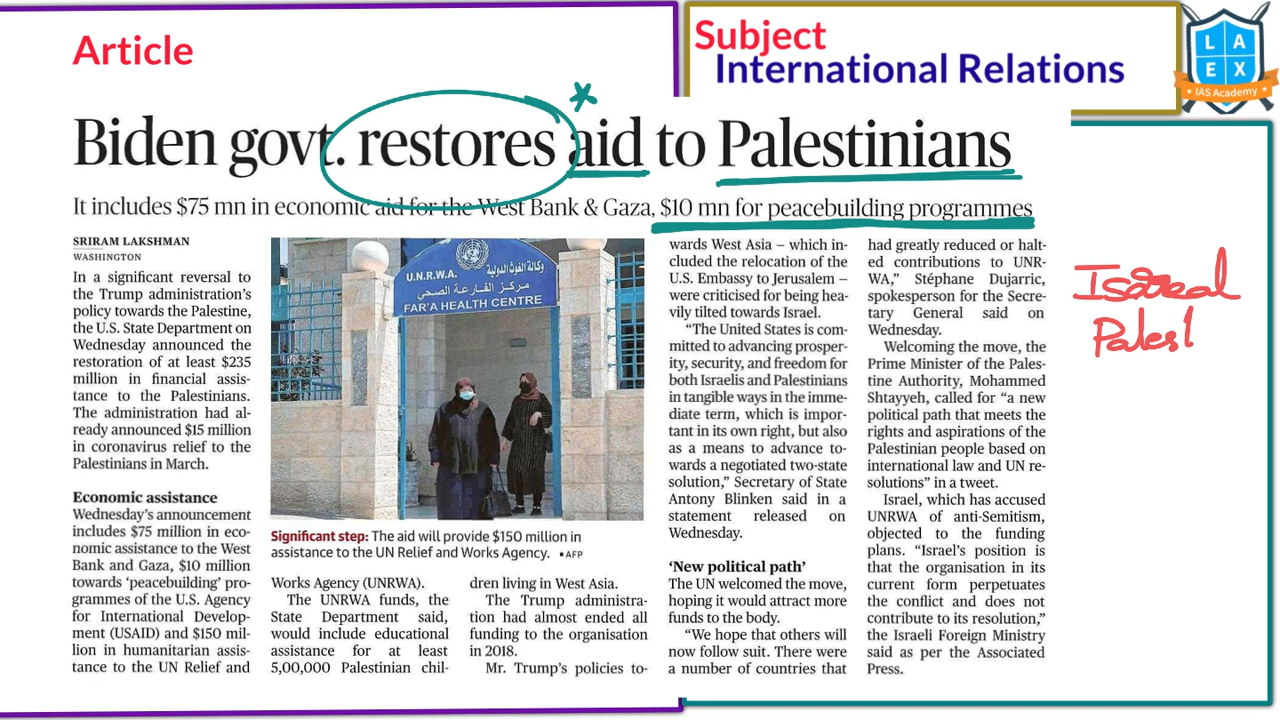 Article
Subject
International Relations
L A
E X
IAS Academy
Biden govt. restores aid to Palestinians
It includes $75 mn in economic aid for the West Bank & Gaza, $10 mn for peacebuilding programmes
SRIRAM LAKSHMAN
WASHINGTON
In a significant reversal to
the Trump administration's
policy towards the Palestine,
the U.S. State Department on
Wednesday announced the
restoration of at least $235
million in financial assis-
tance to the Palestinians.
The administration had al-
ready announced $15 million
in coronavirus relief to the
Palestinians in March.
Economic assistance
Wednesday's announcement
includes $75 million in eco-
nomic assistance to the West
Bank and Gaza, $10 million
towards 'peacebuilding' pro-
grammes of the U.S. Agency
for International Develop-
ment (USAID) and $150 mil-
lion in humanitarian assis-
tance to the UN Relief and
U.N.R.W.A. وكالة الغوث الدولية
مركز الفارعة الصحي
FAR'A HEALTH CENTRE
Significant step: The aid will provide $150 million in
assistance to the UN Relief and Works Agency. ▪AFP
Works Agency (UNRWA).
The UNRWA funds, the
State Department said,
would include educational
assistance for at least
5,00,000 Palestinian chil-
dren living in West Asia.
The Trump administra-
tion had almost ended all
funding to the organisation
in 2018.
Mr. Trump's policies to-
wards West Asia – which in-
cluded the relocation of the
U.S. Embassy to Jerusalem –
were criticised for being hea-
vily tilted towards Israel.
"The United States is com-
mitted to advancing prosper-
ity, security, and freedom for
both Israelis and Palestinians
in tangible ways in the imme-
diate term, which is impor-
tant in its own right, but also
as a means to advance to-
wards a negotiated two-state
solution," Secretary of State
Antony Blinken said in a
statement released on
Wednesday.
'New political path'
The UN welcomed the move,
hoping it would attract more
funds to the body.
"We hope that others will
now follow suit. There were
a number of countries that
had greatly reduced or halt-
ed contributions to UNR-
WA," Stéphane Dujarric,
spokesperson for the Secre-
tary General said on
Wednesday.
Welcoming the move, the
Prime Minister of the Pales-
tine Authority, Mohammed
Shtayyeh, called for "a new
political path that meets the
rights and aspirations of the
Palestinian people based on
international law and UN re-
solutions" in a tweet.
Israel, which has accused
UNRWA of anti-Semitism,
objected to the funding
plans. "Israel's position is
that the organisation in its
current form perpetuates
the conflict and does not
contribute to its resolution,"
the Israeli Foreign Ministry
said as per the Associated
Press.
Palest